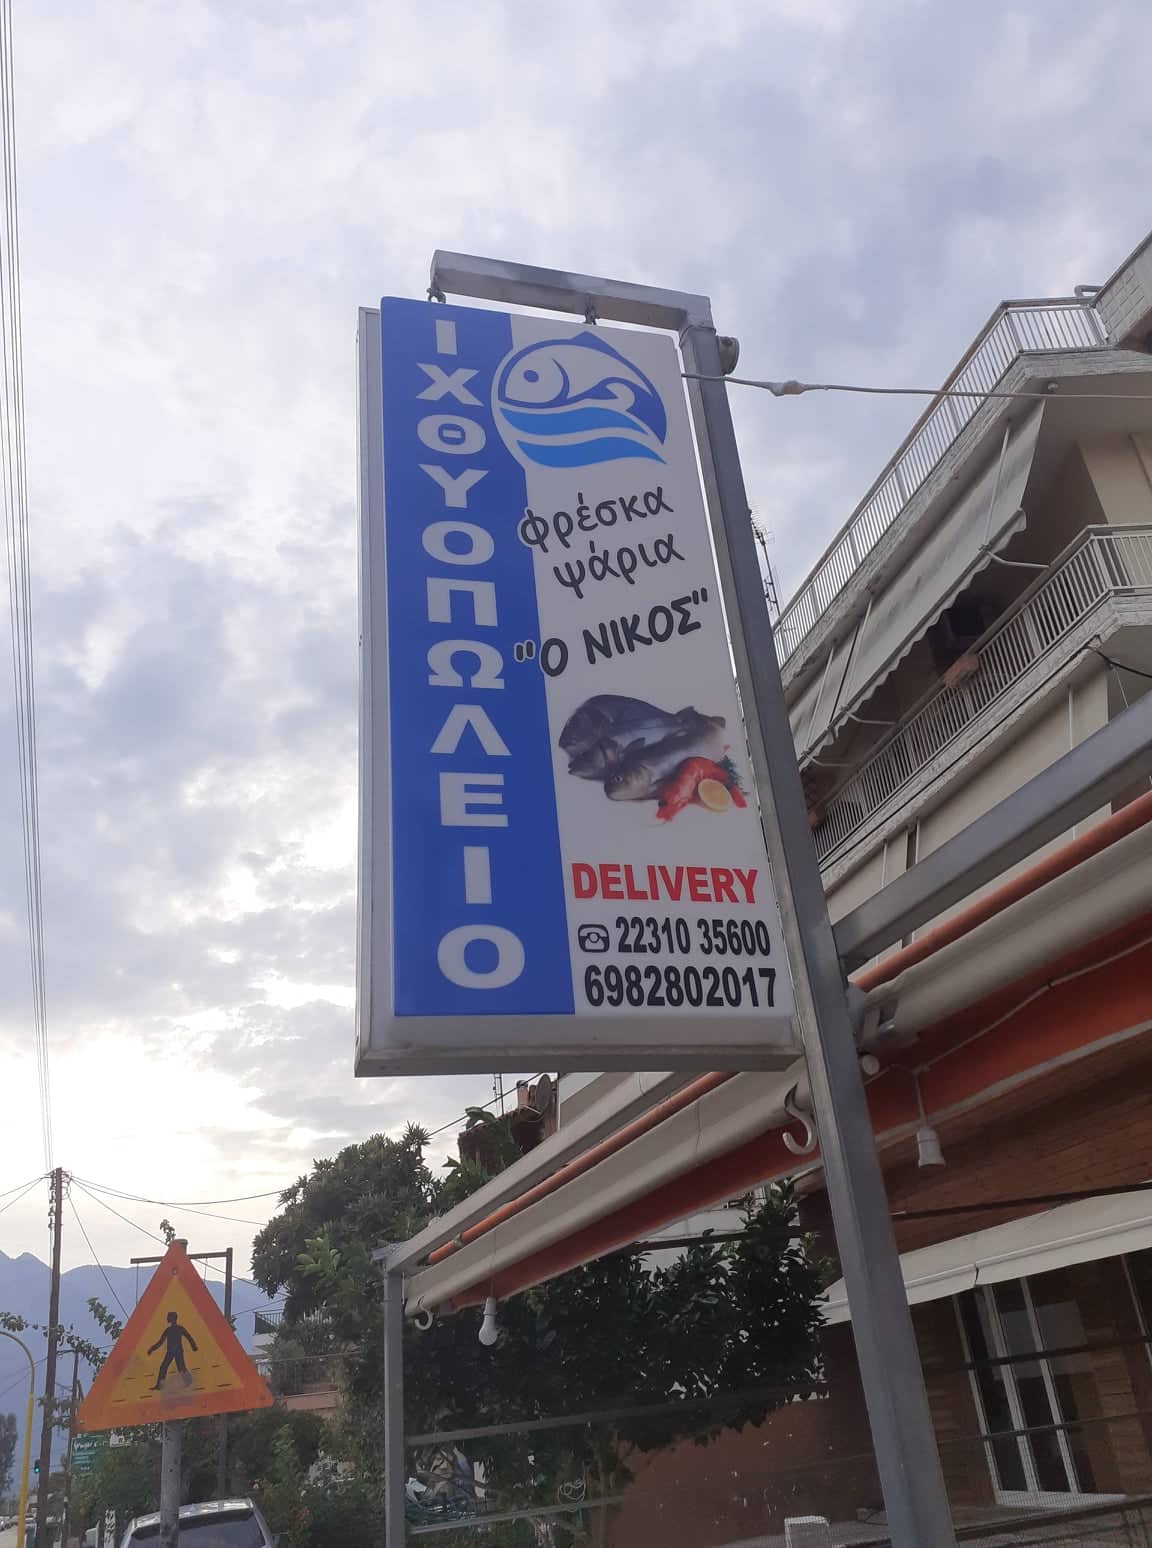 ΙΧΘΥΟΠΩΛΕΙΟ
φρέσκα
ψάρια
"Ο ΝΙΚΟΣ"
DELIVERY
22310 35600
6982802017